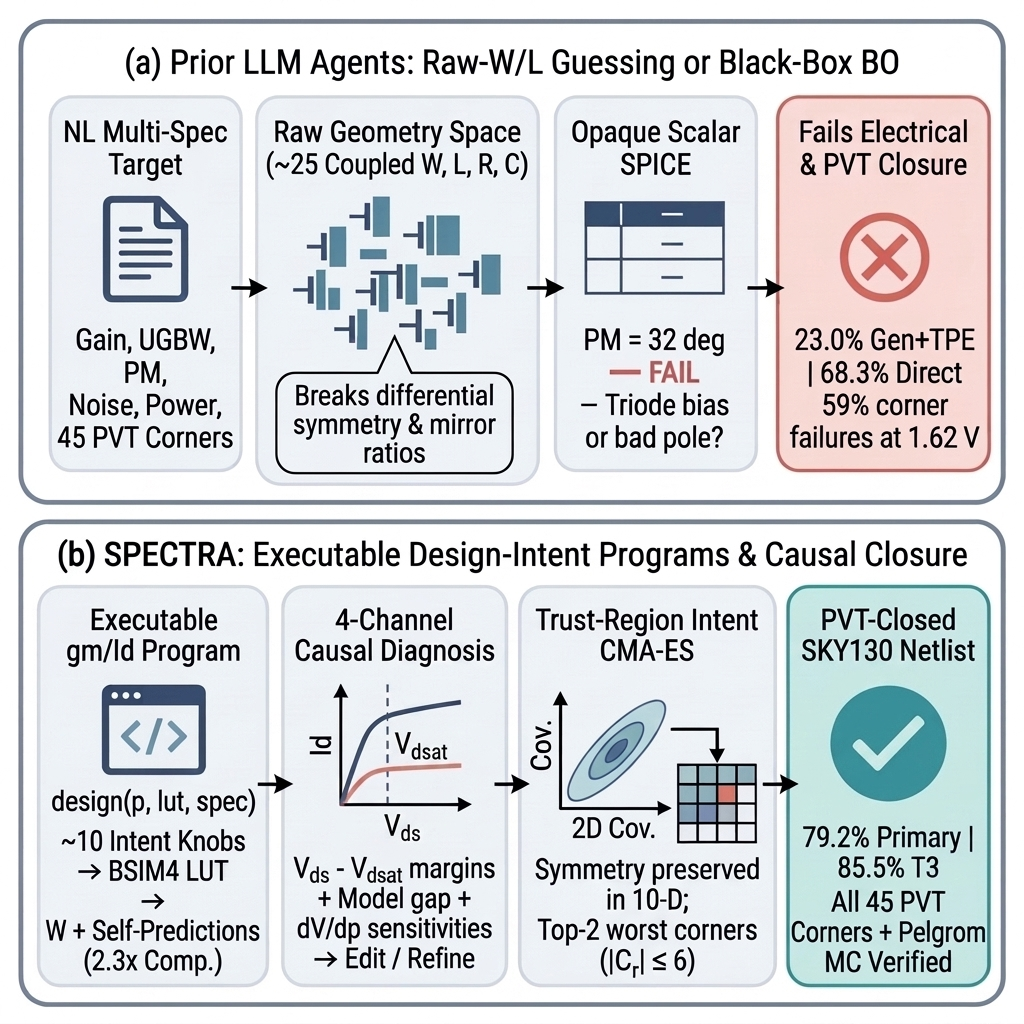 (a) Prior LLM Agents: Raw-W/L Guessing or Black-Box BO
NL Multi-Spec
Target
Gain, UGBW,
PM,
Noise, Power,
45 PVT Corners
Raw Geometry Space
(~25 Coupled W, L, R, C)
Breaks differential
symmetry & mirror
ratios
Opaque Scalar
SPICE
PM = 32 deg
— FAIL
– Triode bias
or bad pole?
Fails Electrical
& PVT Closure
23.0% Gen+TPE
| 68.3% Direct
59% corner
failures at 1.62 V
(b) SPECTRA: Executable Design-Intent Programs & Causal Closure
Executable
gm/Id Program
</>
design(p, lut, spec)
~10 Intent Knobs
→ BSIM4 LUT
→
W + Self-Predictions
(2.3x Comp.)
4-Channel
Causal Diagnosis
Id
Vdsat
Vds
Vds - Vdsat margins
+ Model gap +
dV/dp sensitivities
→ Edit / Refine
Trust-Region Intent
CMA-ES
Cov.
2D Cov.
Symmetry preserved
in 10-D;
Top-2 worst corners
(|Cr| ≤ 6)
PVT-Closed
SKY130 Netlist
79.2% Primary |
85.5% T3
All 45 PVT
Corners + Pelgrom
MC Verified